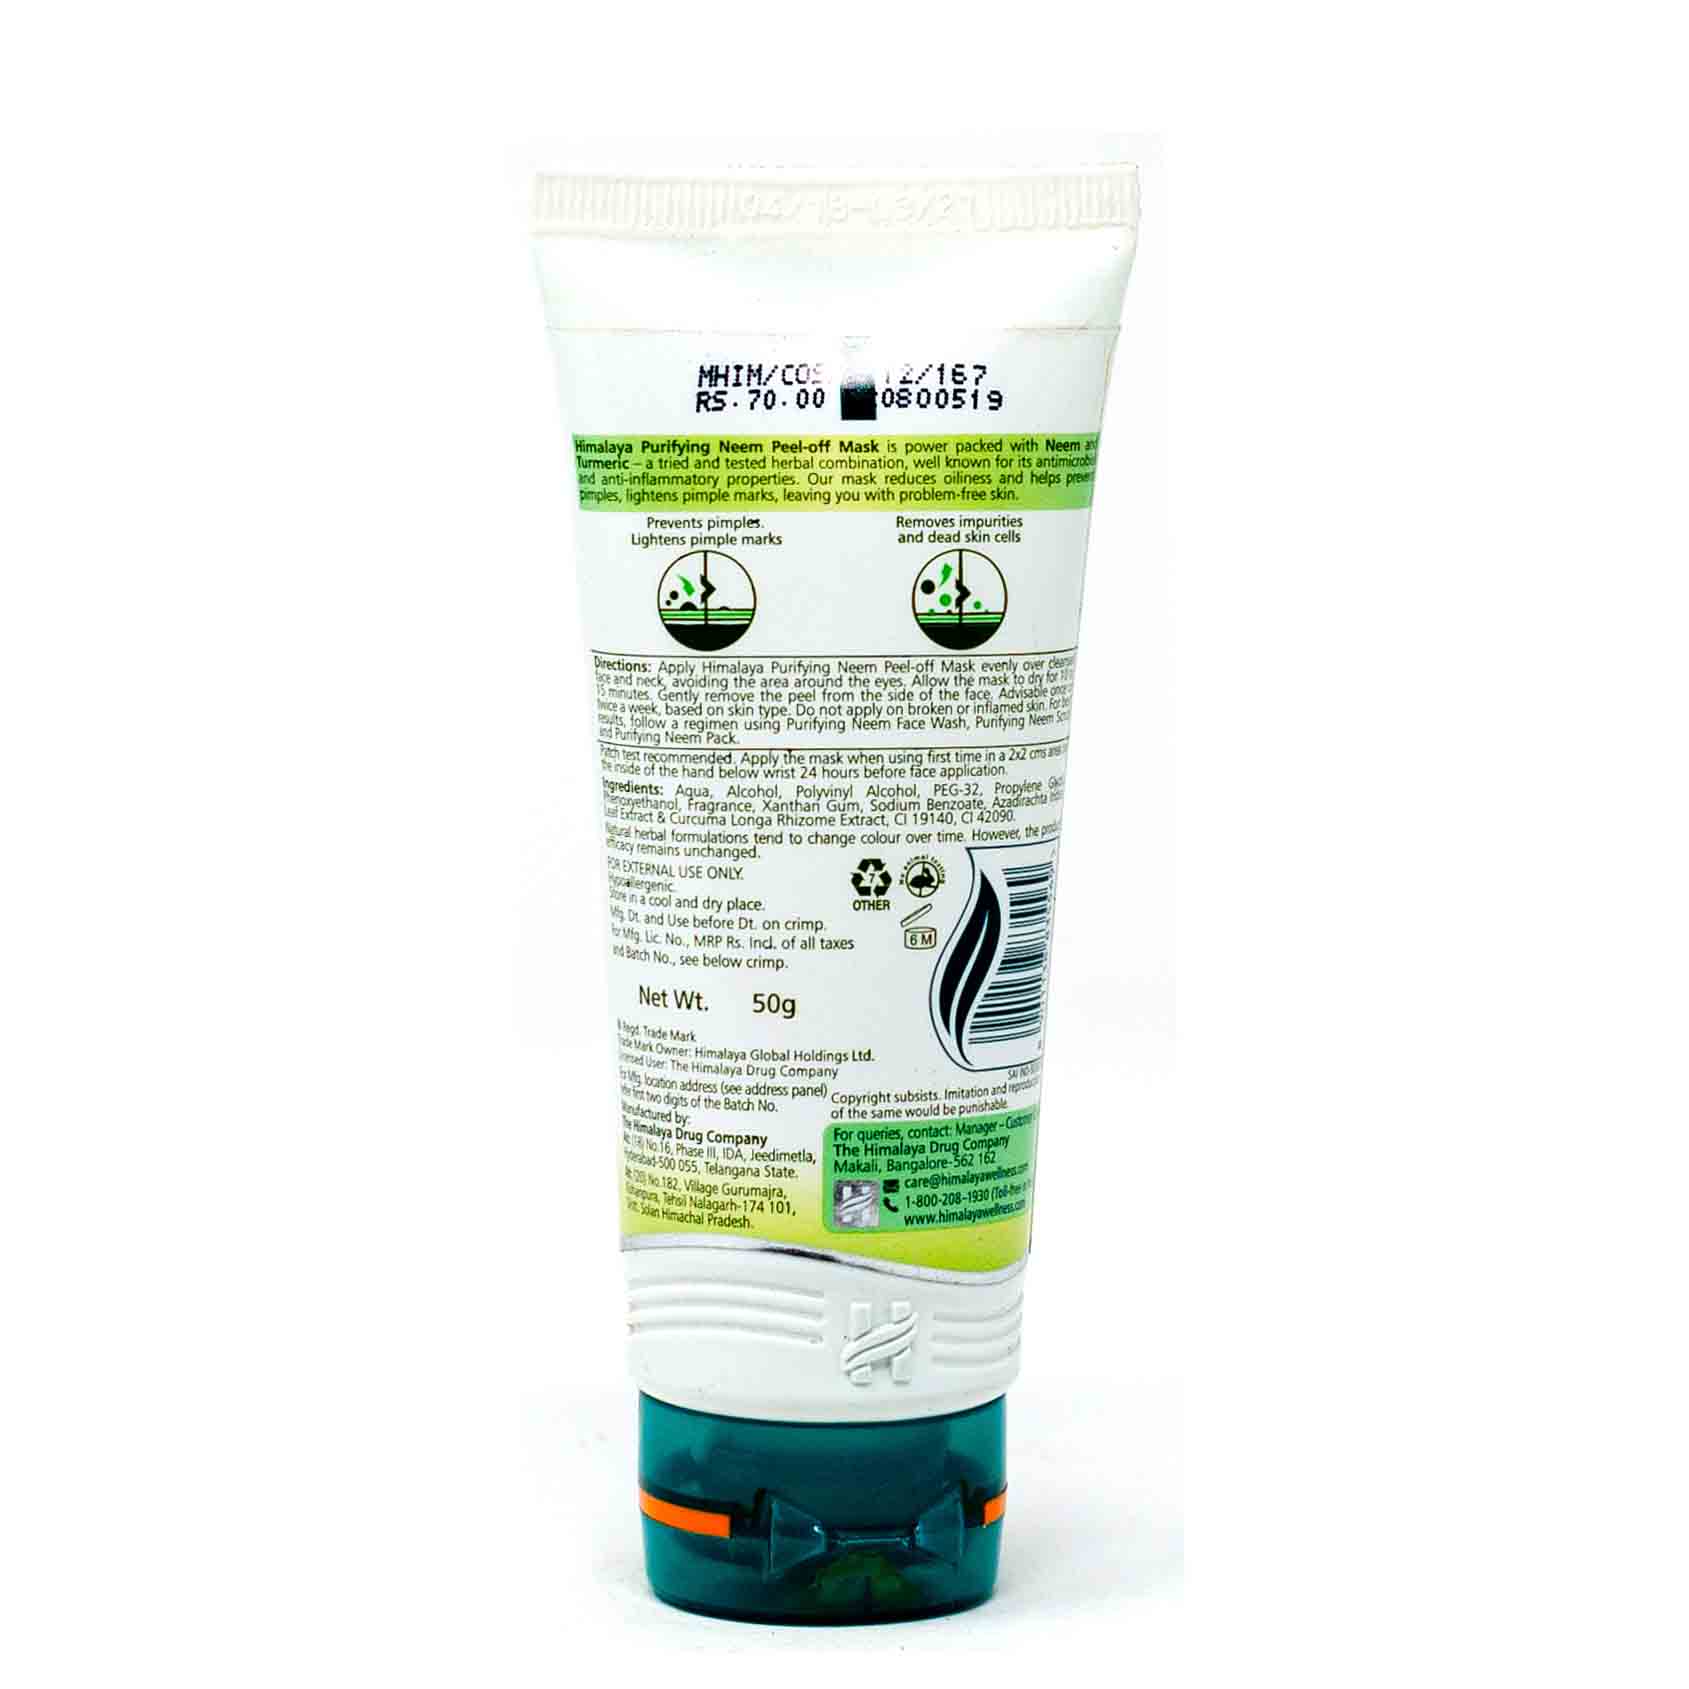 MHIM/COS 12/167
RS.70.00 0800519
Himalaya Purifying Neem Peel-off Mask is power packed with Neem and
Turmeric – a tried and tested herbal combination, well known for its
and anti-inflammatory properties. Our mask reduces oiliness and helps
pimples, lightens pimple marks, leaving you with problem-free skin.
Prevents pimples.
Lightens pimple marks
Removes impurities
and dead skin cells
Directions: Apply Himalaya Purifying Neem Peel-off Mask evenly over
face and neck, avoiding the area around the eyes. Allow the mask to dry for 10
15 minutes. Gently remove the peel from the side of the face. Advisable once
twice a week, based on skin type. Do not apply on broken or inflamed skin. For
results, follow a regimen using Purifying Neem Face Wash, Purifying Neem
and Purifying Neem Pack.
Patch test recommended. Apply the mask when using first time in a 2x2 cms area
the inside of the hand below wrist 24 hours before face application.
Ingredients: Aqua, Alcohol, Polyvinyl Alcohol, PEG-32, Propylene
Phenoxyethanol, Fragrance, Xanthan Gum, Sodium Benzoate, Azadirachta
Leaf Extract & Curcuma Longa Rhizome Extract, CI 19140, CI 42090.
Natural herbal formulations tend to change colour over time. However, the
efficacy remains unchanged.
FOR EXTERNAL USE ONLY.
Hypoallergenic.
Store in a cool and dry place.
Mfg. Dt. and Use before Dt. on crimp.
For Mfg. Lic. No., MRP Rs. Incl. of all taxes
and Batch No., see below crimp.
7
OTHER
No animal testing
6 M
Net Wt. 50g
® Regd. Trade Mark
Trade Mark Owner: Himalaya Global Holdings Ltd.
Licensed User: The Himalaya Drug Company
For Mfg. location address (see address panel)
refer first two digits of the Batch No.
Manufactured by:
The Himalaya Drug Company
At: (18) No.16, Phase III, IDA, Jeedimetla,
Hyderabad-500 055, Telangana State.
At: (20) No.182, Village Gurumajra,
Tehsil Nalagarh-174 101,
Solan Himachal Pradesh.
Copyright subsists. Imitation and
of the same would be punishable.
For queries, contact: Manager –
The Himalaya Drug Company
Makali, Bangalore-562 162
care@himalayawellness.com
1-800-208-1930 (Toll-free
www.himalayawellness.com